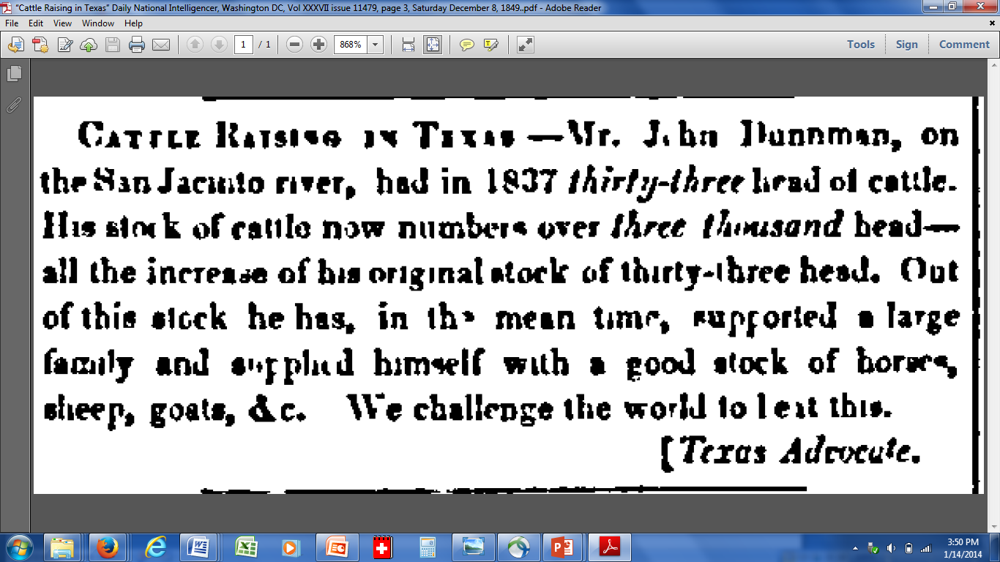 "Cattle Raising in Texas" Daily National Intelligencer, Washington DC, Vol XXXVII issue 11479, page 3, Saturday December 8, 1849..pdf - Adobe Reader
File Edit View Window Help
1 / 1 868% Tools Sign Comment
CATTLE RAISING IN TEXAS —Mr. John Dunnman, on
the San Jacinto river, had in 1837 thirty-three head of cattle.
His stock of cattle now numbers over three thousand head—
all the increase of his original stock of thirty-three head. Out
of this stock he has, in the mean time, supported a large
family and supplied himself with a good stock of horses,
sheep, goats, &c. We challenge the world to beat this.
[Texas Advocate.
3:50 PM
1/14/2014